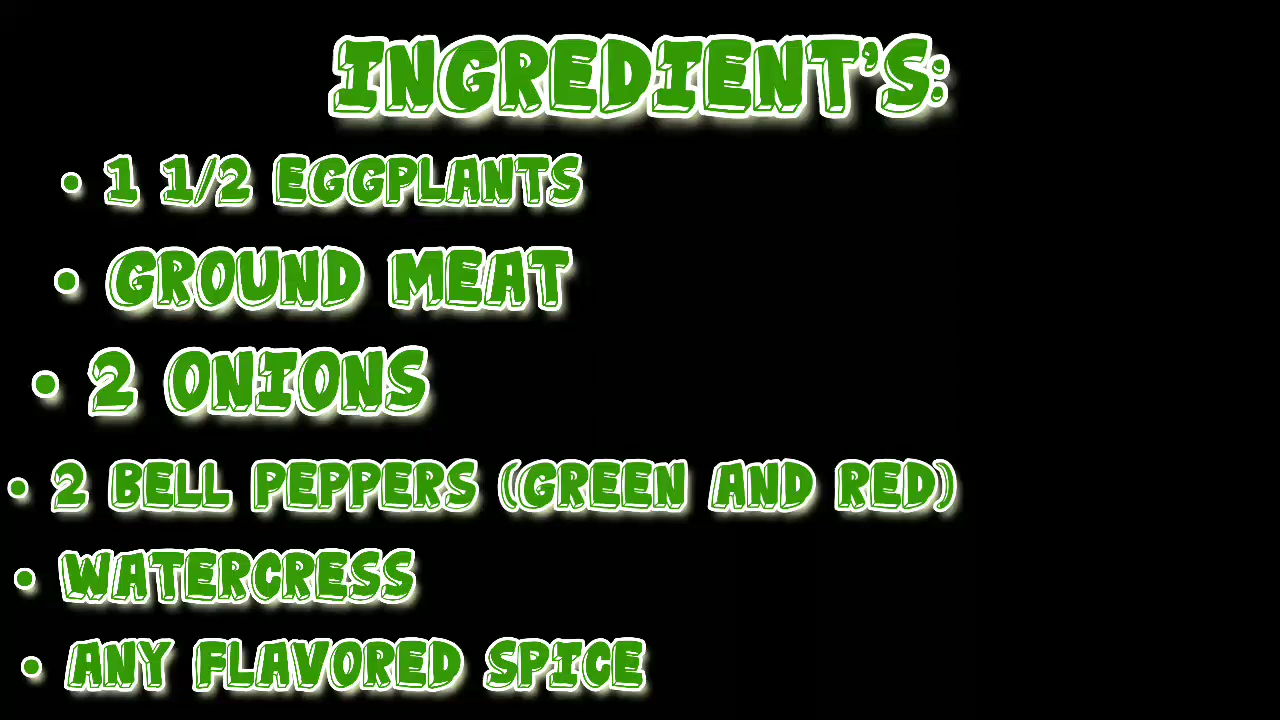 INGREDIENT'S:
• 1 1/2 EGGPLANTS
• GROUND MEAT
• 2 ONIONS
• 2 BELL PEPPERS (GREEN AND RED)
• WATERCRESS
• ANY FLAVORED SPICE